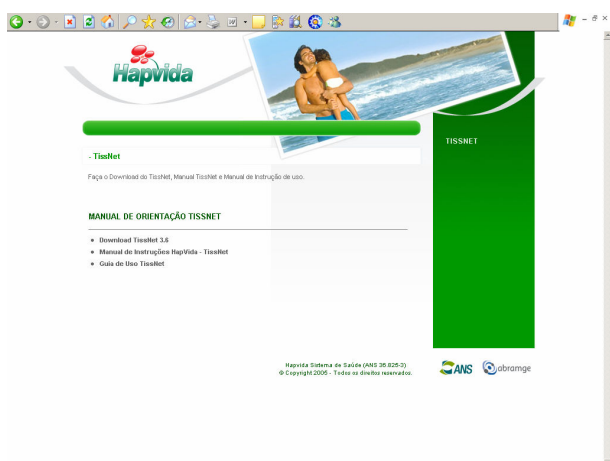 Hapvida
TISSNET
- TissNet
Faça o Download do TissNet, Manual TissNet e Manual de Instrução de uso.
MANUAL DE ORIENTAÇÃO TISSNET
Download TissNet 3.6
Manual de Instruções HapVida - TissNet
Guia de Uso TissNet
Hapvida Sistema de Saúde (ANS 36.825-3)
© Copyright 2005 - Todos os direitos reservados.
ANS
abramge